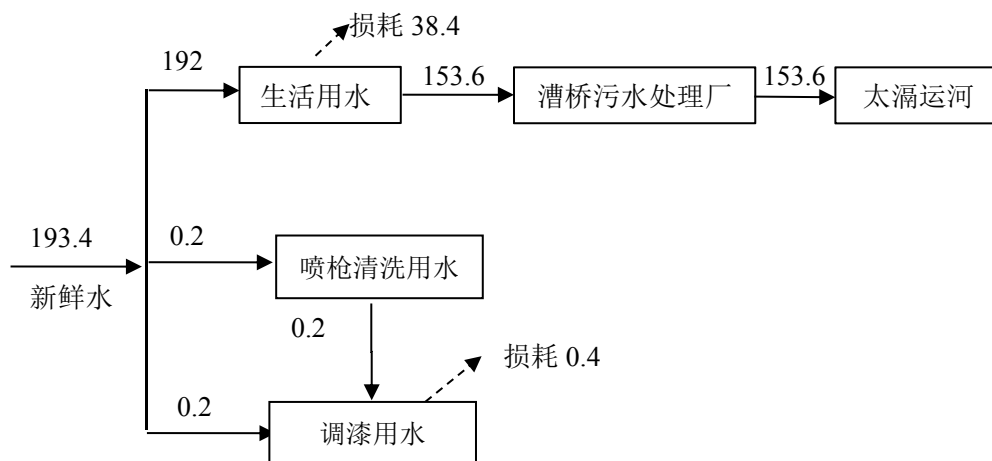 损耗 38.4
192
生活用水
153.6
漕桥污水处理厂
153.6
太滆运河
193.4
新鲜水
0.2
喷枪清洗用水
0.2
损耗 0.4
0.2
调漆用水